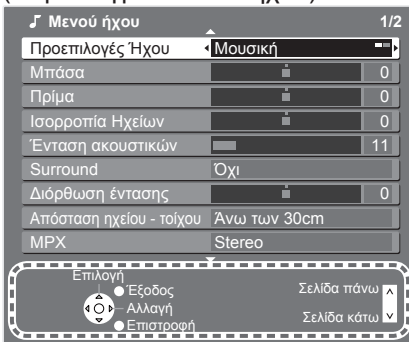 Μενού ήχου 1/2
Προεπιλογές Ήχου Μουσική
Μπάσα 0
Πρίμα 0
Ισορροπία Ηχείων 0
Ένταση ακουστικών 11
Surround Όχι
Διόρθωση έντασης 0
Απόσταση ηχείου - τοίχου Άνω των 30cm
MPX Stereo
Επιλογή
Έξοδος
Σελίδα πάνω
Αλλαγή
Σελίδα κάτω
Επιστροφή